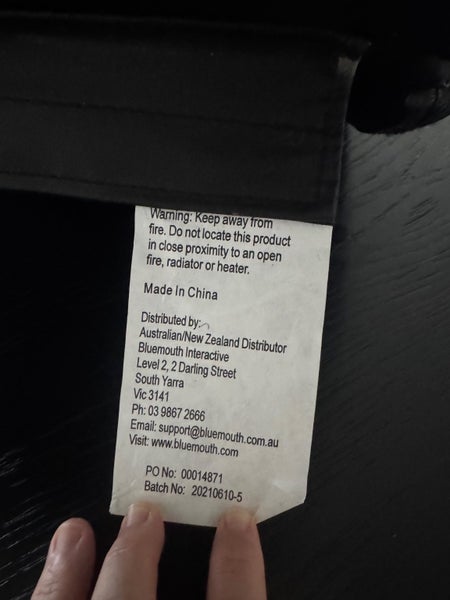 Warning: Keep away from
fire. Do not locate this product
in close proximity to an open
fire, radiator or heater.
Made In China
Distributed by:
Australian/New Zealand Distributor
Bluemouth Interactive
Level 2, 2 Darling Street
South Yarra
Vic 3141
Ph: 03 9867 2666
Email: support@bluemouth.com.au
Visit: www.bluemouth.com
PO No: 00014871
Batch No: 20210610-5